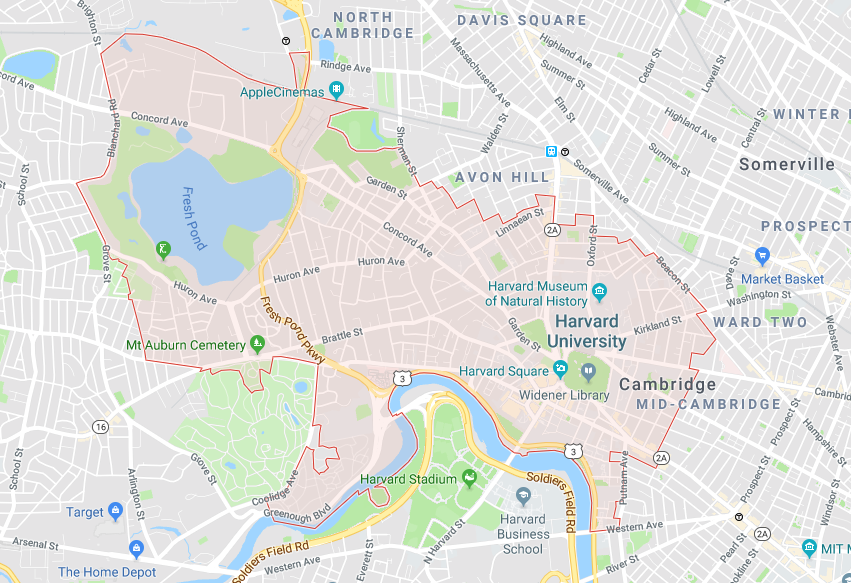 NORTH
CAMBRIDGE
DAVIS SQUARE
Brighton St
Highland Ave
Rindge Ave
Massachusetts Ave
Summer St
Cedar St
Lowell St
AppleCinemas
Concord Ave
Blanchard Rd
Elm St
WINTER
Highland Ave
Central St
Walden St
Sherman St
Summer St
Somerville
AVON HILL
Somerville Ave
School St
Garden St
Fresh Pond
Linnaean St
2A
Oxford St
Concord Ave
PROSPECT
Grove St
Huron Ave
Huron Ave
Huron Ave
Beacon St
Dane St
Market Basket
Harvard Museum
of Natural History
Washington St
Fresh Pond Pkwy
Brattle St
Garden St
Harvard
University
Kirkland St
WARD TWO
Webster Ave
Mt Auburn Cemetery
Harvard Square
3
Widener Library
Cambridge
MID-CAMBRIDGE
16
Prospect St
Hampshire St
School St
Grove St
3
2A
Arlington St
Coolidge Ave
Harvard Stadium
Soldiers Field Rd
Putnam Ave
Prospect St
Windsor St
Target
Greenough Blvd
Harvard
Business
School
Western Ave
2A
Arsenal St
N Harvard St
Pearl St
MIT
The Home Depot
Soldiers Field Rd
Western Ave
Everett St
River St